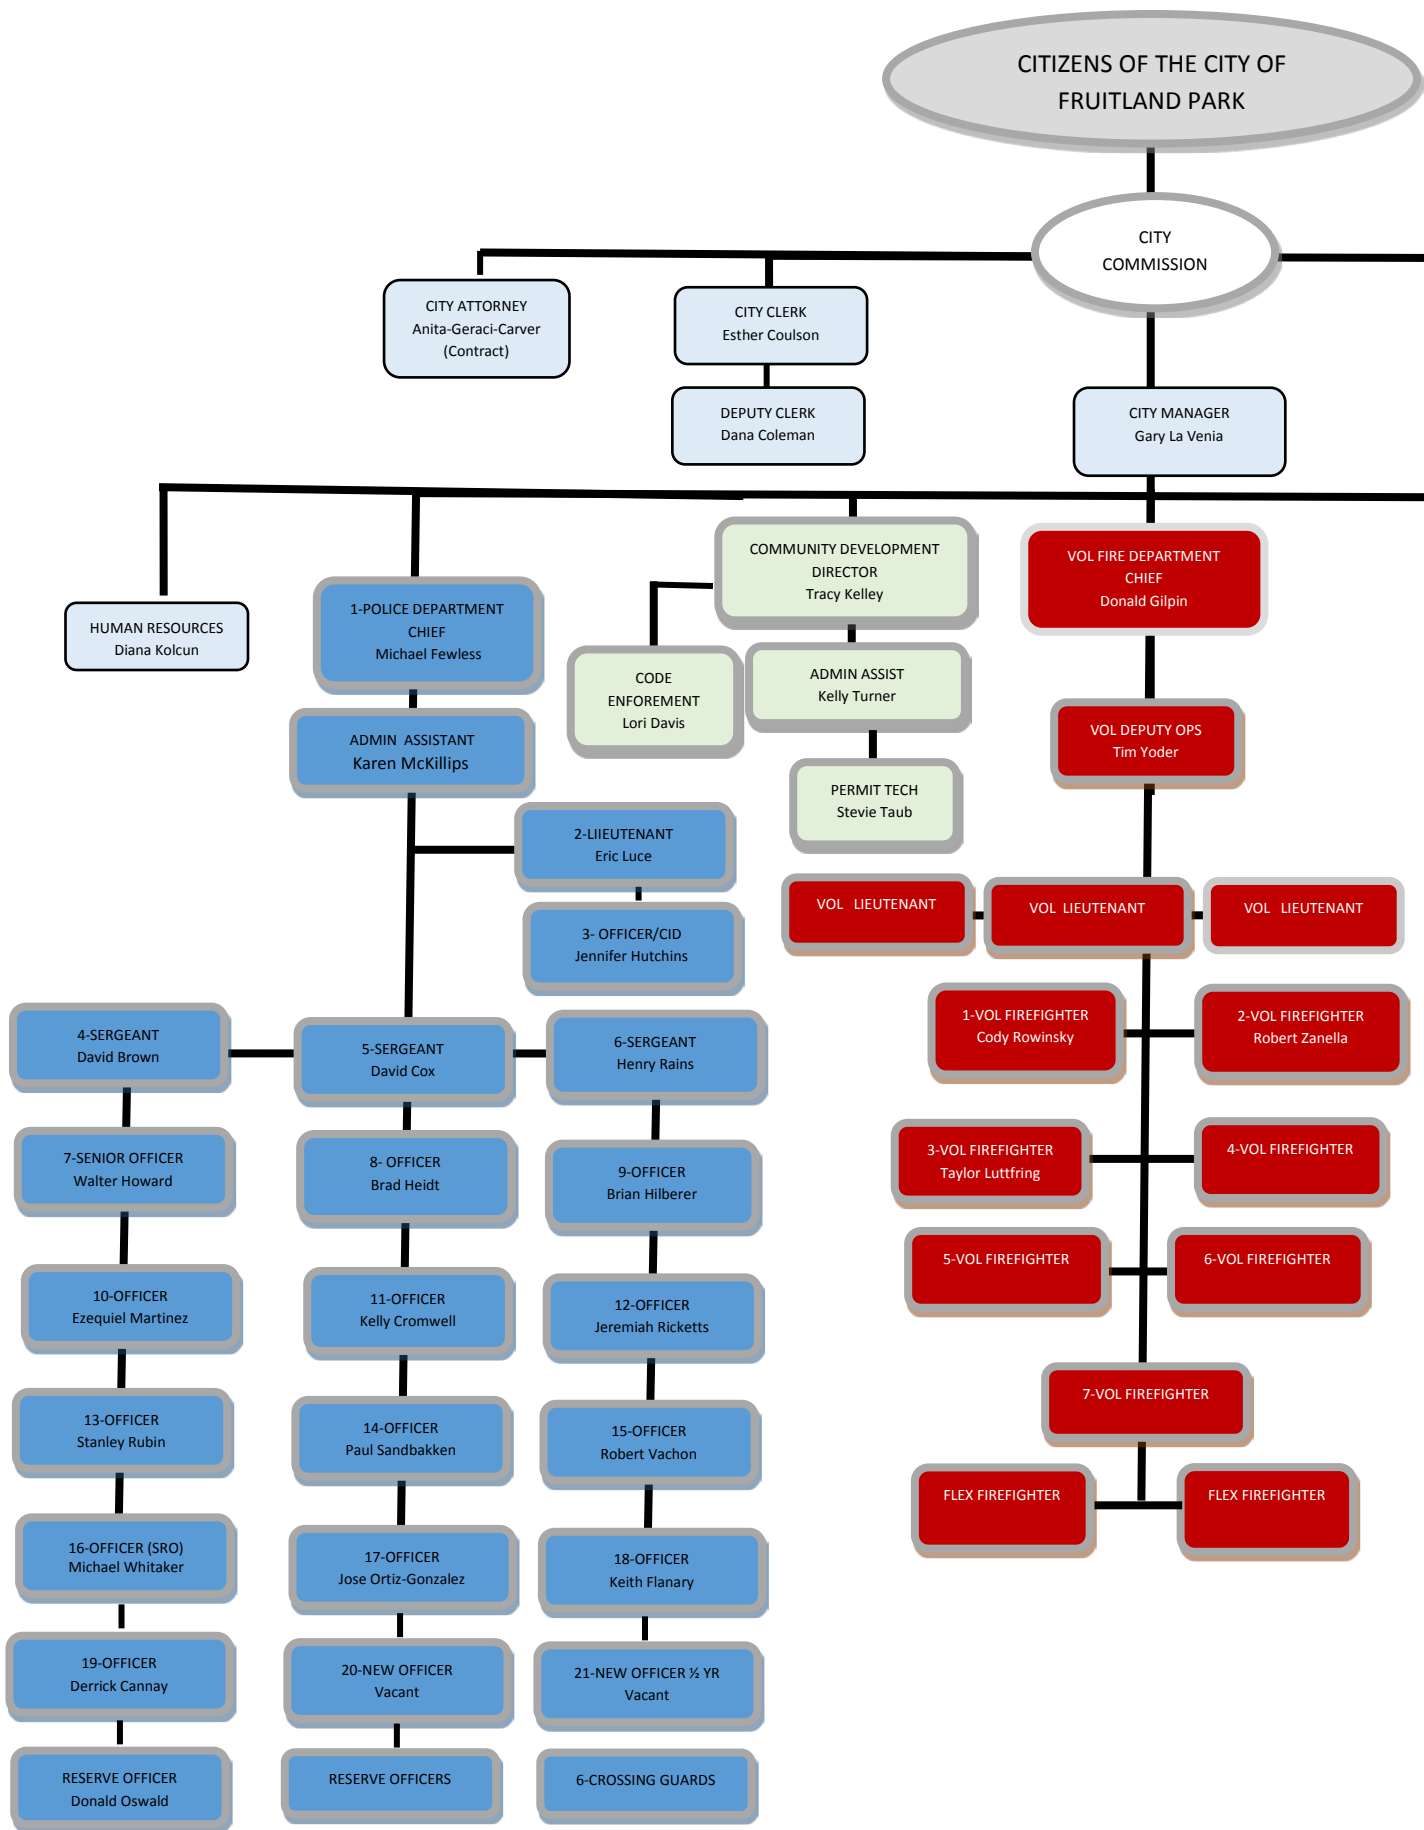 CITIZENS OF THE CITY OF
FRUITLAND PARK
CITY
COMMISSION
CITY ATTORNEY
Anita-Geraci-Carver
(Contract)
CITY CLERK
Esther Coulson
DEPUTY CLERK
Dana Coleman
CITY MANAGER
Gary La Venia
HUMAN RESOURCES
Diana Kolcun
1-POLICE DEPARTMENT
CHIEF
Michael Fewless
ADMIN  ASSISTANT
Karen McKillips
COMMUNITY DEVELOPMENT
DIRECTOR
Tracy Kelley
CODE
ENFOREMENT
Lori Davis
ADMIN ASSIST
Kelly Turner
PERMIT TECH
Stevie Taub
VOL FIRE DEPARTMENT
CHIEF
Donald Gilpin
VOL DEPUTY OPS
Tim Yoder
2-LIIEUTENANT
Eric Luce
3- OFFICER/CID
Jennifer Hutchins
VOL   LIEUTENANT
VOL  LIEUTENANT
VOL   LIEUTENANT
4-SERGEANT
David Brown
5-SERGEANT
David Cox
6-SERGEANT
Henry Rains
7-SENIOR OFFICER
Walter Howard
8- OFFICER
Brad Heidt
9-OFFICER
Brian Hilberer
10-OFFICER
Ezequiel Martinez
11-OFFICER
Kelly Cromwell
12-OFFICER
Jeremiah Ricketts
13-OFFICER
Stanley Rubin
14-OFFICER
Paul Sandbakken
15-OFFICER
Robert Vachon
16-OFFICER (SRO)
Michael Whitaker
17-OFFICER
Jose Ortiz-Gonzalez
18-OFFICER
Keith Flanary
19-OFFICER
Derrick Cannay
20-NEW OFFICER
Vacant
21-NEW OFFICER ½ YR
Vacant
RESERVE OFFICER
Donald Oswald
RESERVE OFFICERS
6-CROSSING GUARDS
1-VOL FIREFIGHTER
Cody Rowinsky
2-VOL FIREFIGHTER
Robert Zanella
3-VOL FIREFIGHTER
Taylor Luttfring
4-VOL FIREFIGHTER
5-VOL FIREFIGHTER
6-VOL FIREFIGHTER
7-VOL FIREFIGHTER
FLEX FIREFIGHTER
FLEX FIREFIGHTER